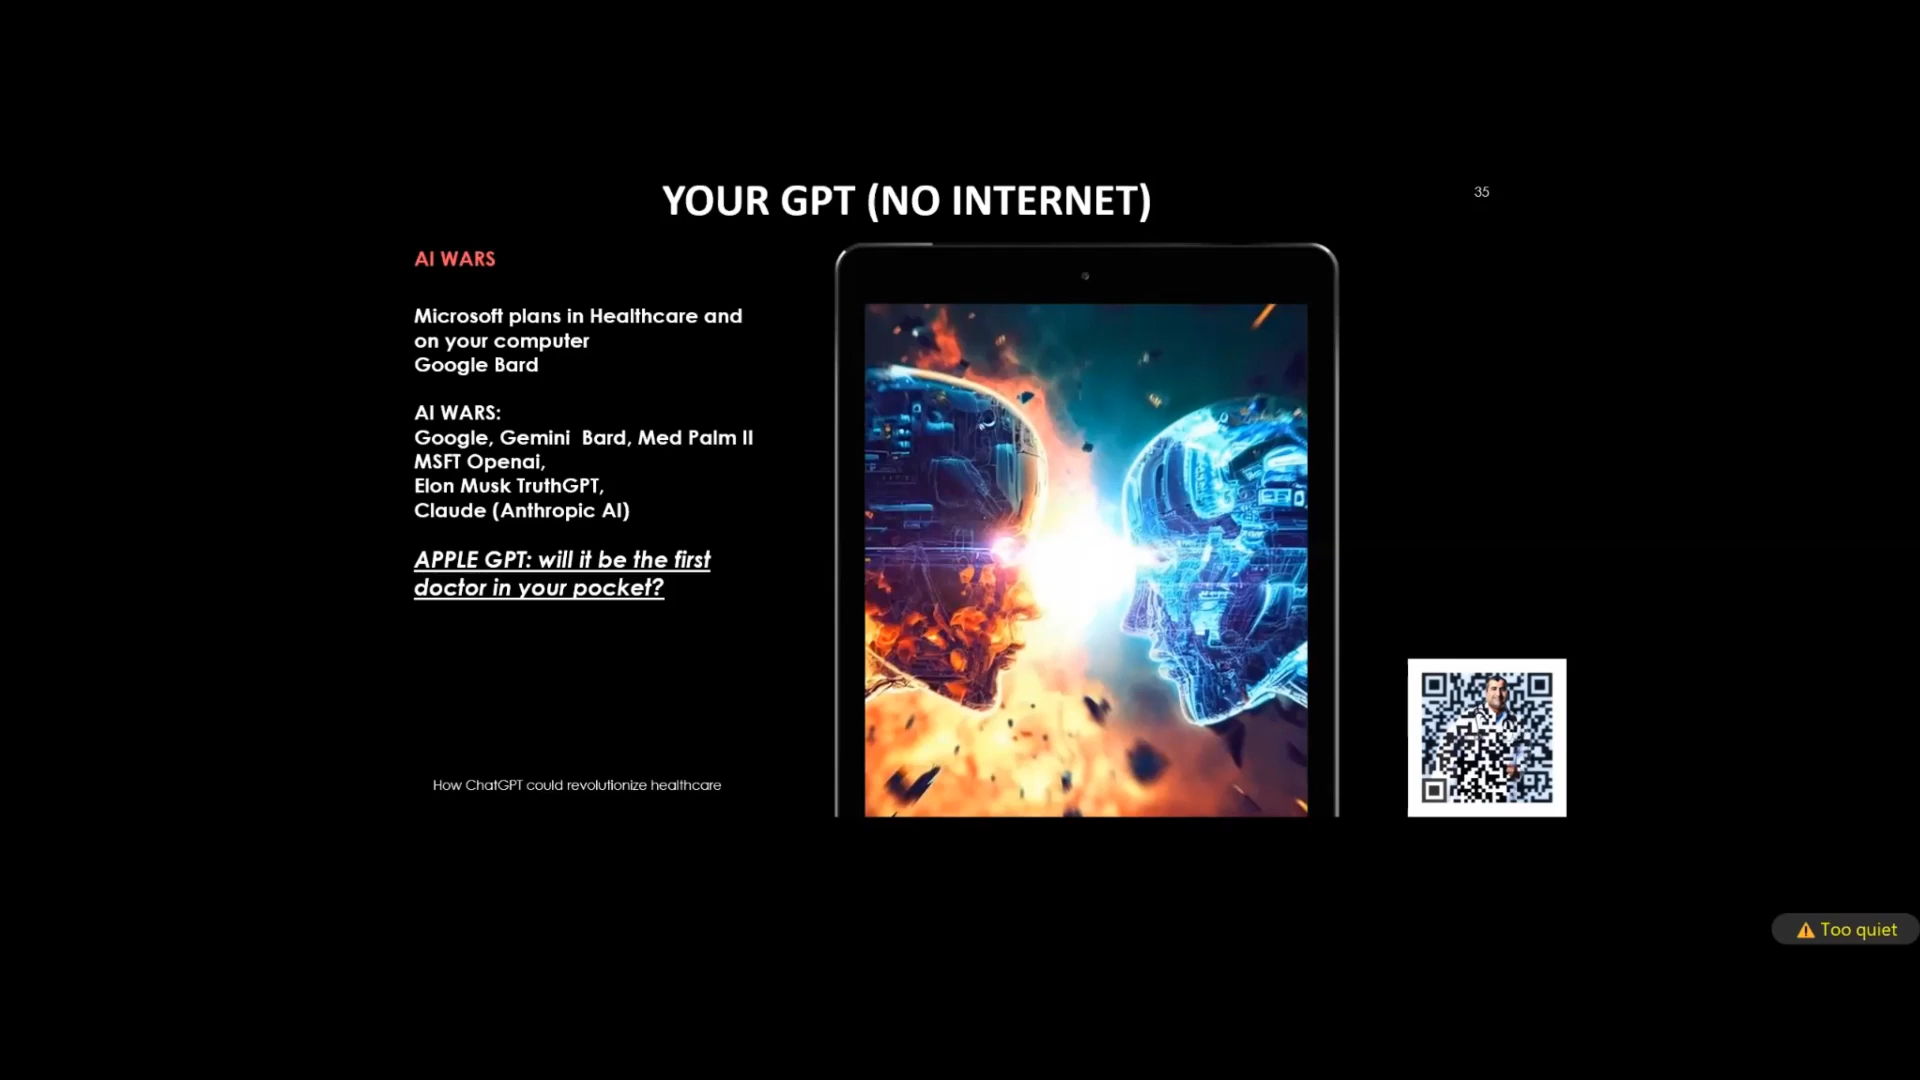 YOUR GPT (NO INTERNET)
35
AI WARS
Microsoft plans in Healthcare and
on your computer
Google Bard
AI WARS:
Google, Gemini  Bard, Med Palm II
MSFT Openai,
Elon Musk TruthGPT,
Claude (Anthropic AI)
APPLE GPT: will it be the first
doctor in your pocket?
How ChatGPT could revolutionize healthcare
Too quiet